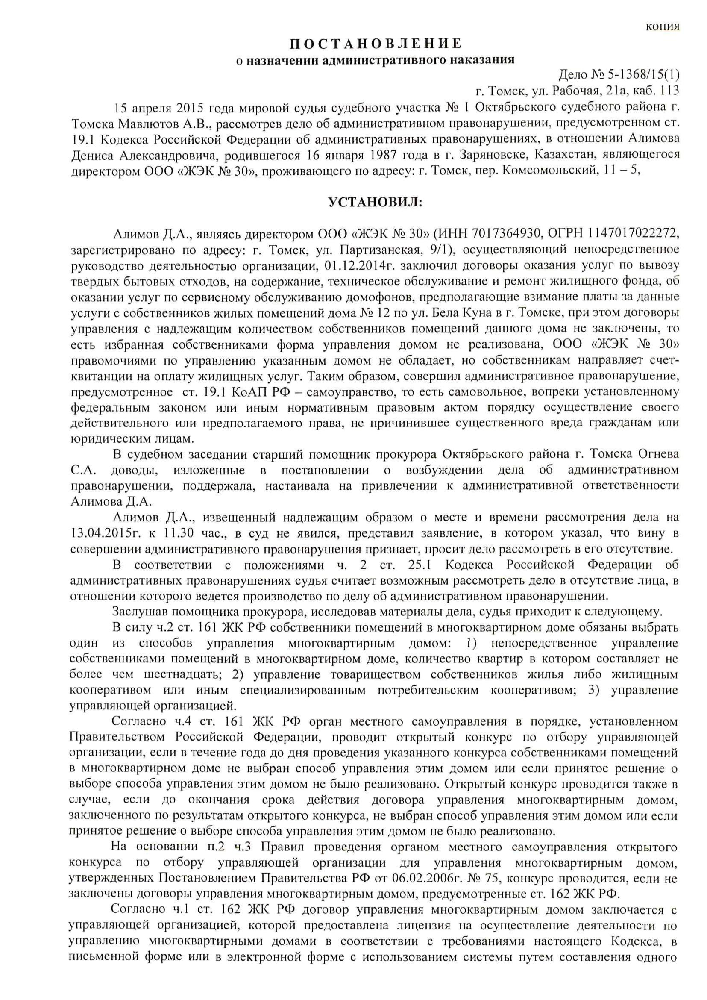 копия
ПОСТАНОВЛЕНИЕ
о назначении административного наказания
Дело № 5-1368/15(1)
г. Томск, ул. Рабочая, 21а, каб. 113
15 апреля 2015 года мировой судья судебного участка № 1 Октябрьского судебного района г.
Томска Мавлютов А.В., рассмотрев дело об административном правонарушении, предусмотренном ст.
19.1 Кодекса Российской Федерации об административных правонарушениях, в отношении Алимова
Дениса Александровича, родившегося 16 января 1987 года в г. Заряновске, Казахстан, являющегося
директором ООО «ЖЭК № 30», проживающего по адресу: г. Томск, пер. Комсомольский, 11 – 5,
УСТАНОВИЛ:
Алимов Д.А., являясь директором ООО «ЖЭК № 30» (ИНН 7017364930, ОГРН 1147017022272,
зарегистрировано по адресу: г. Томск, ул. Партизанская, 9/1), осуществляющий непосредственное
руководство деятельностью организации, 01.12.2014г. заключил договоры оказания услуг по вывозу
твердых бытовых отходов, на содержание, техническое обслуживание и ремонт жилищного фонда, об
оказании услуг по сервисному обслуживанию домофонов, предполагающие взимание платы за данные
услуги с собственников жилых помещений дома № 12 по ул. Бела Куна в г. Томске, при этом договоры
управления с надлежащим количеством собственников помещений данного дома не заключены, то
есть избранная собственниками форма управления домом не реализована, ООО «ЖЭК № 30»
правомочиями по управлению указанным домом не обладает, но собственникам направляет счет-
квитанции на оплату жилищных услуг. Таким образом, совершил административное правонарушение,
предусмотренное ст. 19.1 КоАП РФ – самоуправство, то есть самовольное, вопреки установленному
федеральным законом или иным нормативным правовым актом порядку осуществление своего
действительного или предполагаемого права, не причинившее существенного вреда гражданам или
юридическим лицам.
В судебном заседании старший помощник прокурора Октябрьского района г. Томска Огнева
С.А. доводы, изложенные в постановлении о возбуждении дела об административном
правонарушении, поддержала, настаивала на привлечении к административной ответственности
Алимова Д.А.
Алимов Д.А., извещенный надлежащим образом о месте и времени рассмотрения дела на
13.04.2015г. к 11.30 час., в суд не явился, представил заявление, в котором указал, что вину в
совершении административного правонарушения признает, просит дело рассмотреть в его отсутствие.
В соответствии с положениями ч. 2 ст. 25.1 Кодекса Российской Федерации об
административных правонарушениях судья считает возможным рассмотреть дело в отсутствие лица, в
отношении которого ведется производство по делу об административном правонарушении.
Заслушав помощника прокурора, исследовав материалы дела, судья приходит к следующему.
В силу ч.2 ст. 161 ЖК РФ собственники помещений в многоквартирном доме обязаны выбрать
один из способов управления многоквартирным домом: 1) непосредственное управление
собственниками помещений в многоквартирном доме, количество квартир в котором составляет не
более чем шестнадцать; 2) управление товариществом собственников жилья либо жилищным
кооперативом или иным специализированным потребительским кооперативом; 3) управление
управляющей организацией.
Согласно ч.4 ст. 161 ЖК РФ орган местного самоуправления в порядке, установленном
Правительством Российской Федерации, проводит открытый конкурс по отбору управляющей
организации, если в течение года до дня проведения указанного конкурса собственниками помещений
в многоквартирном доме не выбран способ управления этим домом или если принятое решение о
выборе способа управления этим домом не было реализовано. Открытый конкурс проводится также в
случае, если до окончания срока действия договора управления многоквартирным домом,
заключенного по результатам открытого конкурса, не выбран способ управления этим домом или если
принятое решение о выборе способа управления этим домом не было реализовано.
На основании п.2 ч.3 Правил проведения органом местного самоуправления открытого
конкурса по отбору управляющей организации для управления многоквартирным домом,
утвержденных Постановлением Правительства РФ от 06.02.2006г. № 75, конкурс проводится, если не
заключены договоры управления многоквартирным домом, предусмотренные ст. 162 ЖК РФ.
Согласно ч.1 ст. 162 ЖК РФ договор управления многоквартирным домом заключается с
управляющей организацией, которой предоставлена лицензия на осуществление деятельности по
управлению многоквартирными домами в соответствии с требованиями настоящего Кодекса, в
письменной форме или в электронной форме с использованием системы путем составления одного